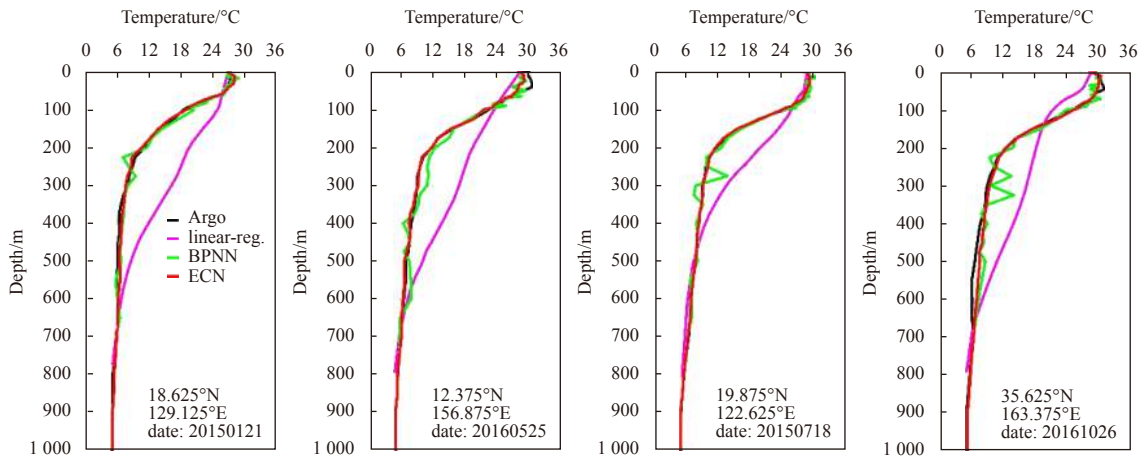 Temperature/°C
0 6 12 18 24 30 36
Depth/m
0
100
200
300
400
500
600
700
800
900
1 000
Argo
linear-reg.
BPNN
ECN
18.625°N
129.125°E
date: 20150121
Temperature/°C
0 6 12 18 24 30 36
Depth/m
0
100
200
300
400
500
600
700
800
900
1 000
12.375°N
156.875°E
date: 20160525
Temperature/°C
0 6 12 18 24 30 36
Depth/m
0
100
200
300
400
500
600
700
800
900
1 000
19.875°N
122.625°E
date: 20150718
Temperature/°C
0 6 12 18 24 30 36
Depth/m
0
100
200
300
400
500
600
700
800
900
1 000
35.625°N
163.375°E
date: 20161026